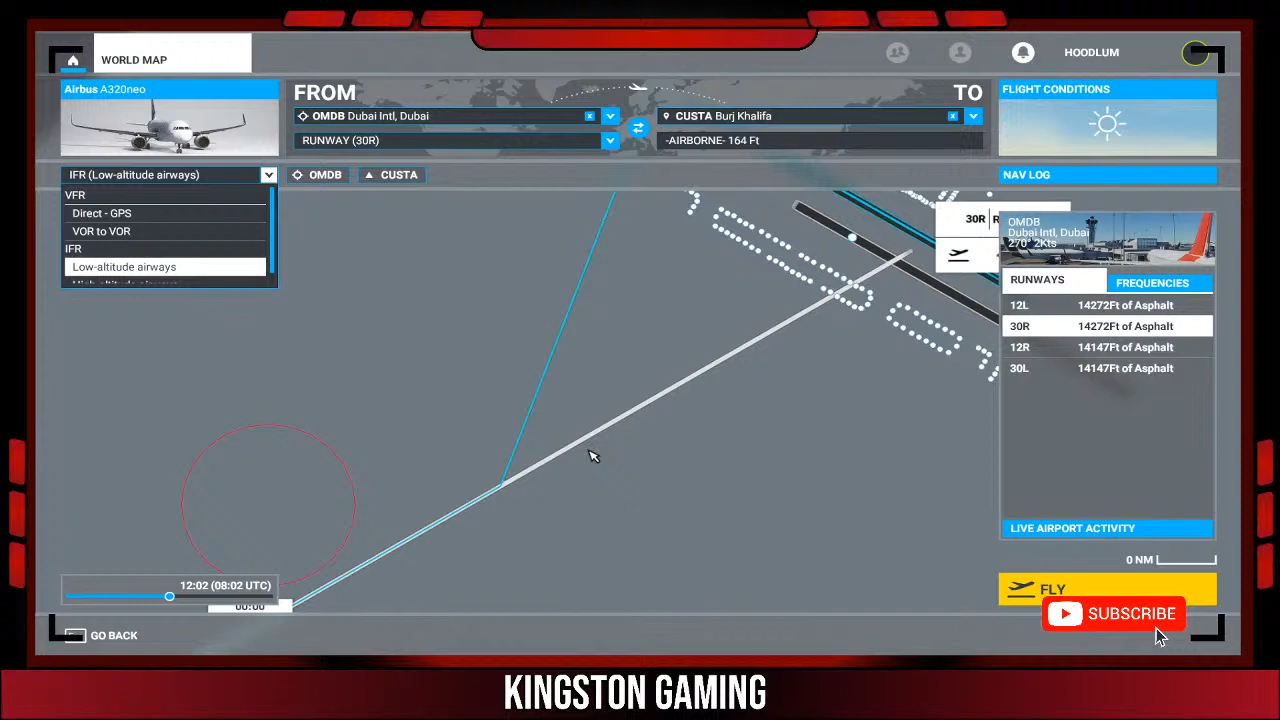 WORLD MAP
HOODLUM
Airbus A320neo
FROM
TO
OMDB Dubai Intl, Dubai
CUSTA Burj Khalifa
RUNWAY (30R)
-AIRBORNE- 164 Ft
FLIGHT CONDITIONS
IFR (Low-altitude airways)
OMDB
CUSTA
NAV LOG
VFR
Direct - GPS
VOR to VOR
IFR
Low-altitude airways
30R
OMDB
Dubai Intl, Dubai
270° 2Kts
RUNWAYS
FREQUENCIES
12L 14272Ft of Asphalt
30R 14272Ft of Asphalt
12R 14147Ft of Asphalt
30L 14147Ft of Asphalt
LIVE AIRPORT ACTIVITY
0 NM
12:02 (08:02 UTC)
00:00
FLY
SUBSCRIBE
GO BACK
KINGSTON GAMING